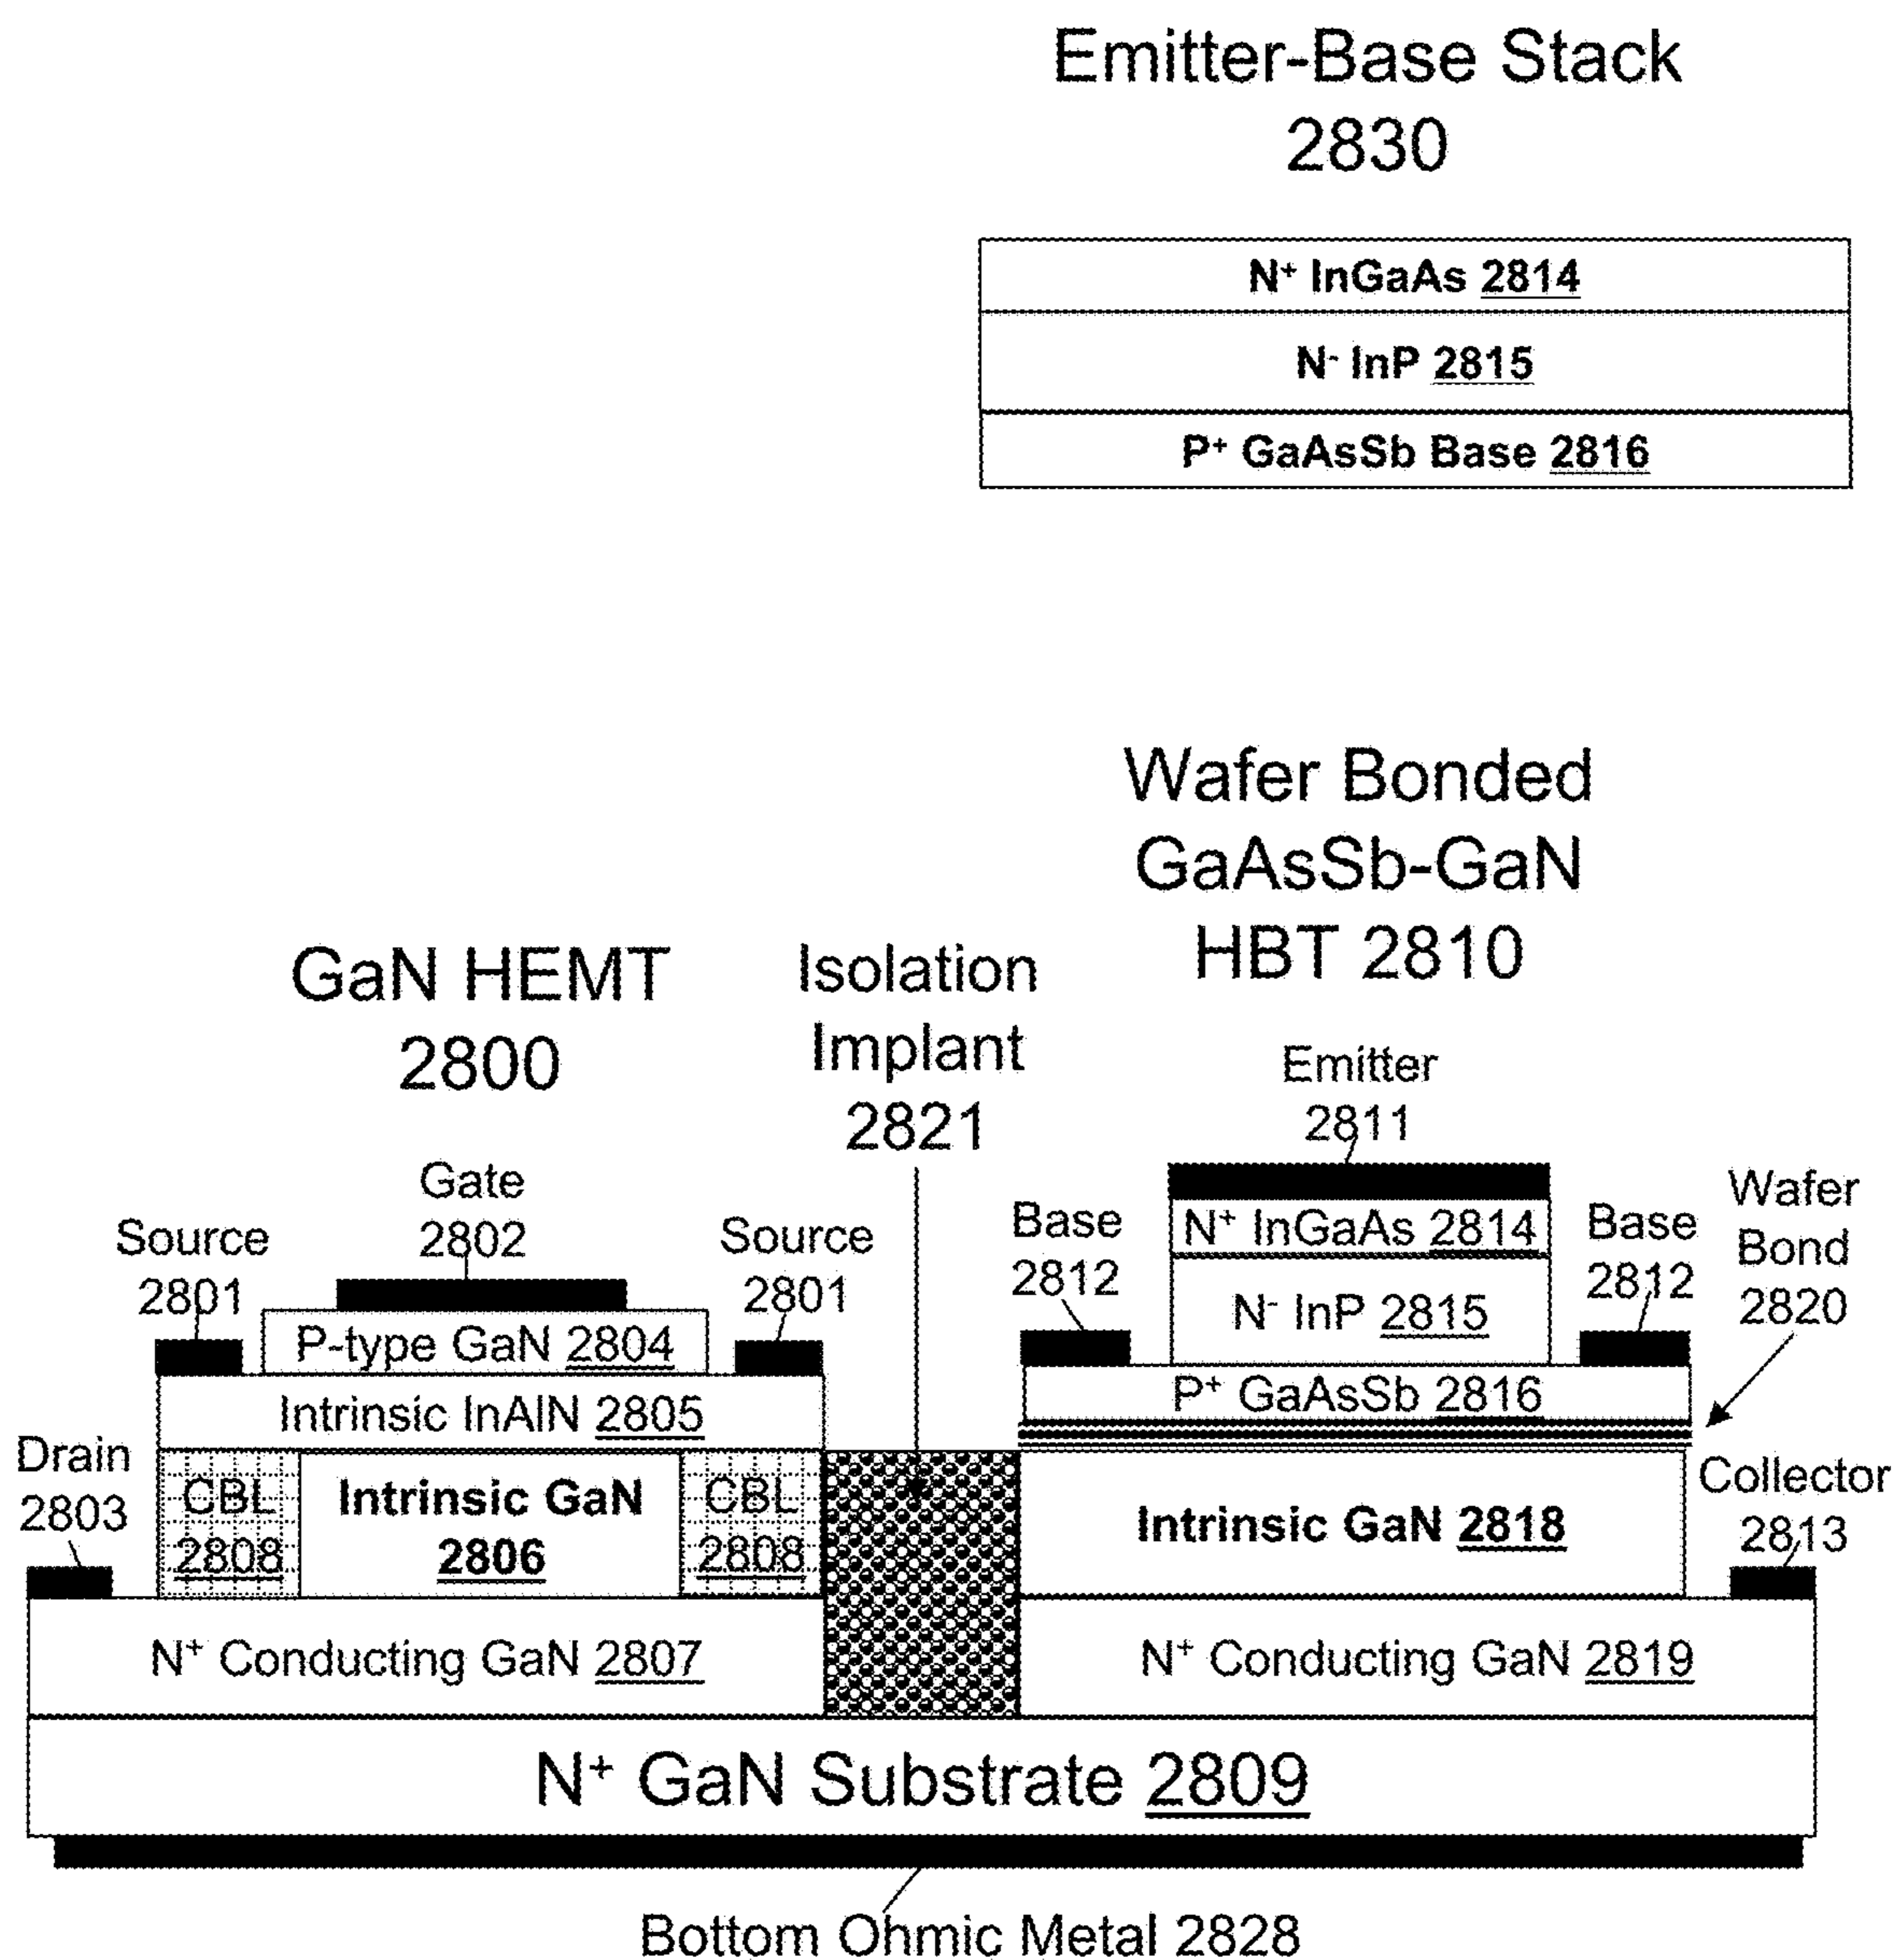 Emitter-Base Stack
2830
N+ InGaAs 2814
N- InP 2815
P+ GaAsSb Base 2816
Wafer Bonded
GaAsSb-GaN
HBT 2810
GaN HEMT
2800
Isolation
Implant
2821
Emitter
2811
Gate
2802
Source
2801
Source
2801
Base
2812
Base
2812
Wafer
Bond
2820
N+ InGaAs 2814
N- InP 2815
P-type GaN 2804
P+ GaAsSb 2816
Intrinsic InAlN 2805
Drain
2803
CBL
2808
Intrinsic GaN
2806
CBL
2808
Intrinsic GaN 2818
Collector
2813
N+ Conducting GaN 2807
N+ Conducting GaN 2819
N+ GaN Substrate 2809
Bottom Ohmic Metal 2828